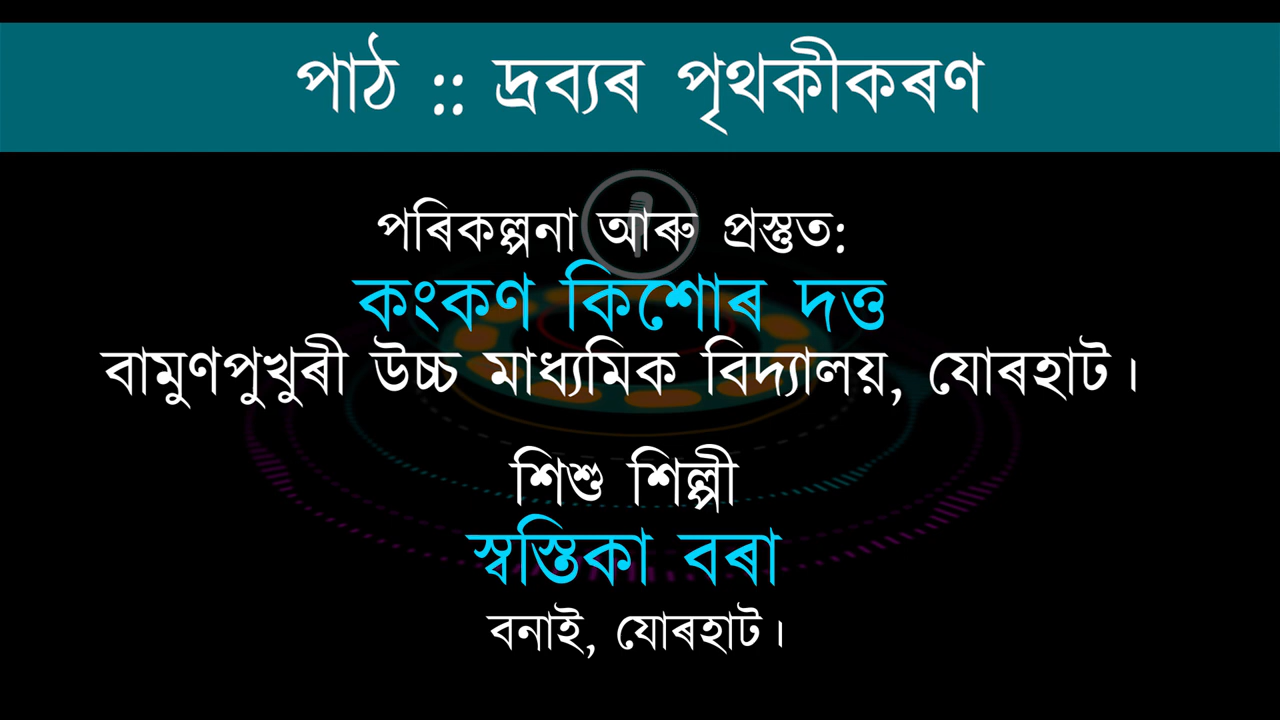 পাঠ :: দ্ৰব্যৰ পৃথকীকৰণ
পৰিকল্পনা আৰু প্ৰস্তুত:
কংকণ কিশোৰ দত্ত
বামুণপুখুৰী উচ্চ মাধ্যমিক বিদ্যালয়, যোৰহাট।
শিশু শিল্পী
স্বস্তিকা বৰা
বনাই, যোৰহাট।